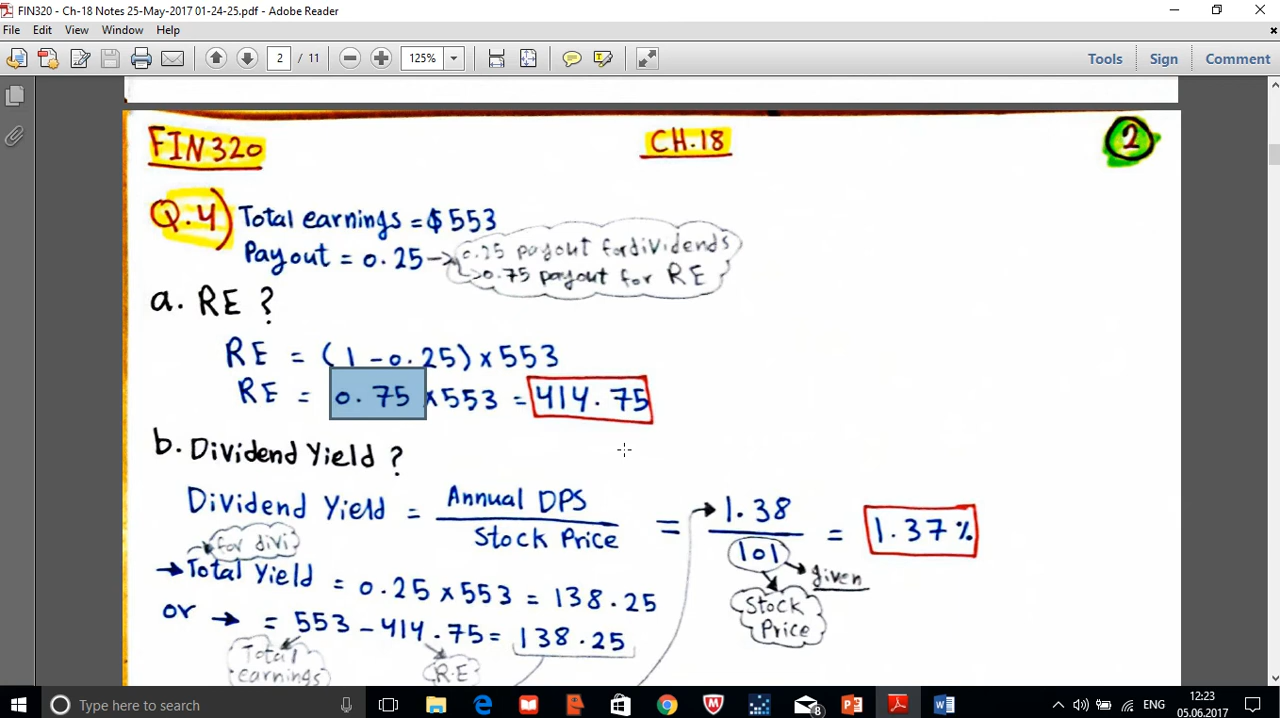 FIN320 - Ch-18 Notes 25-May-2017 01-24-25.pdf - Adobe Reader
File Edit View Window Help
2 / 11 125% Tools Sign Comment
FIN320 CH.18 2
Q.4) Total earnings = $553
Payout = 0.25 → 0.25 payout for dividends
↳ 0.75 payout for RE
a. RE ?
RE = (1 - 0.25) × 553
RE = 0.75 × 553 = 414.75
b. Dividend Yield ?
Dividend Yield = Annual DPS / Stock Price = 1.38 / 101 = 1.37%
for divi
given
→ Total Yield = 0.25 × 553 = 138.25
Stock Price
or → = 553 - 414.75 = 138.25
Total earnings
R.E
Type here to search
8
ENG
12:23
05.06.2017